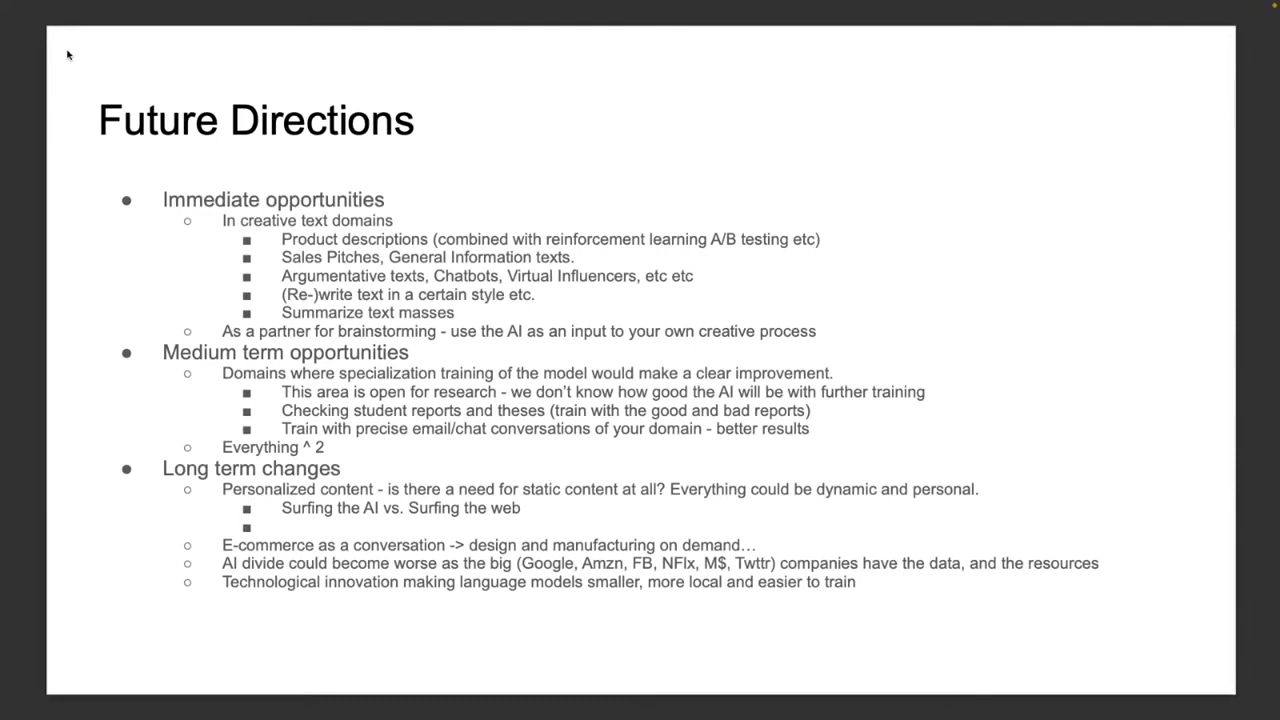 Future Directions
● Immediate opportunities
○ In creative text domains
■ Product descriptions (combined with reinforcement learning A/B testing etc)
■ Sales Pitches, General Information texts.
■ Argumentative texts, Chatbots, Virtual Influencers, etc etc
■ (Re-)write text in a certain style etc.
■ Summarize text masses
○ As a partner for brainstorming - use the AI as an input to your own creative process
● Medium term opportunities
○ Domains where specialization training of the model would make a clear improvement.
■ This area is open for research - we don’t know how good the AI will be with further training
■ Checking student reports and theses (train with the good and bad reports)
■ Train with precise email/chat conversations of your domain - better results
○ Everything ^ 2
● Long term changes
○ Personalized content - is there a need for static content at all? Everything could be dynamic and personal.
■ Surfing the AI vs. Surfing the web
■
○ E-commerce as a conversation -> design and manufacturing on demand…
○ AI divide could become worse as the big (Google, Amzn, FB, NFlx, M$, Twttr) companies have the data, and the resources
○ Technological innovation making language models smaller, more local and easier to train